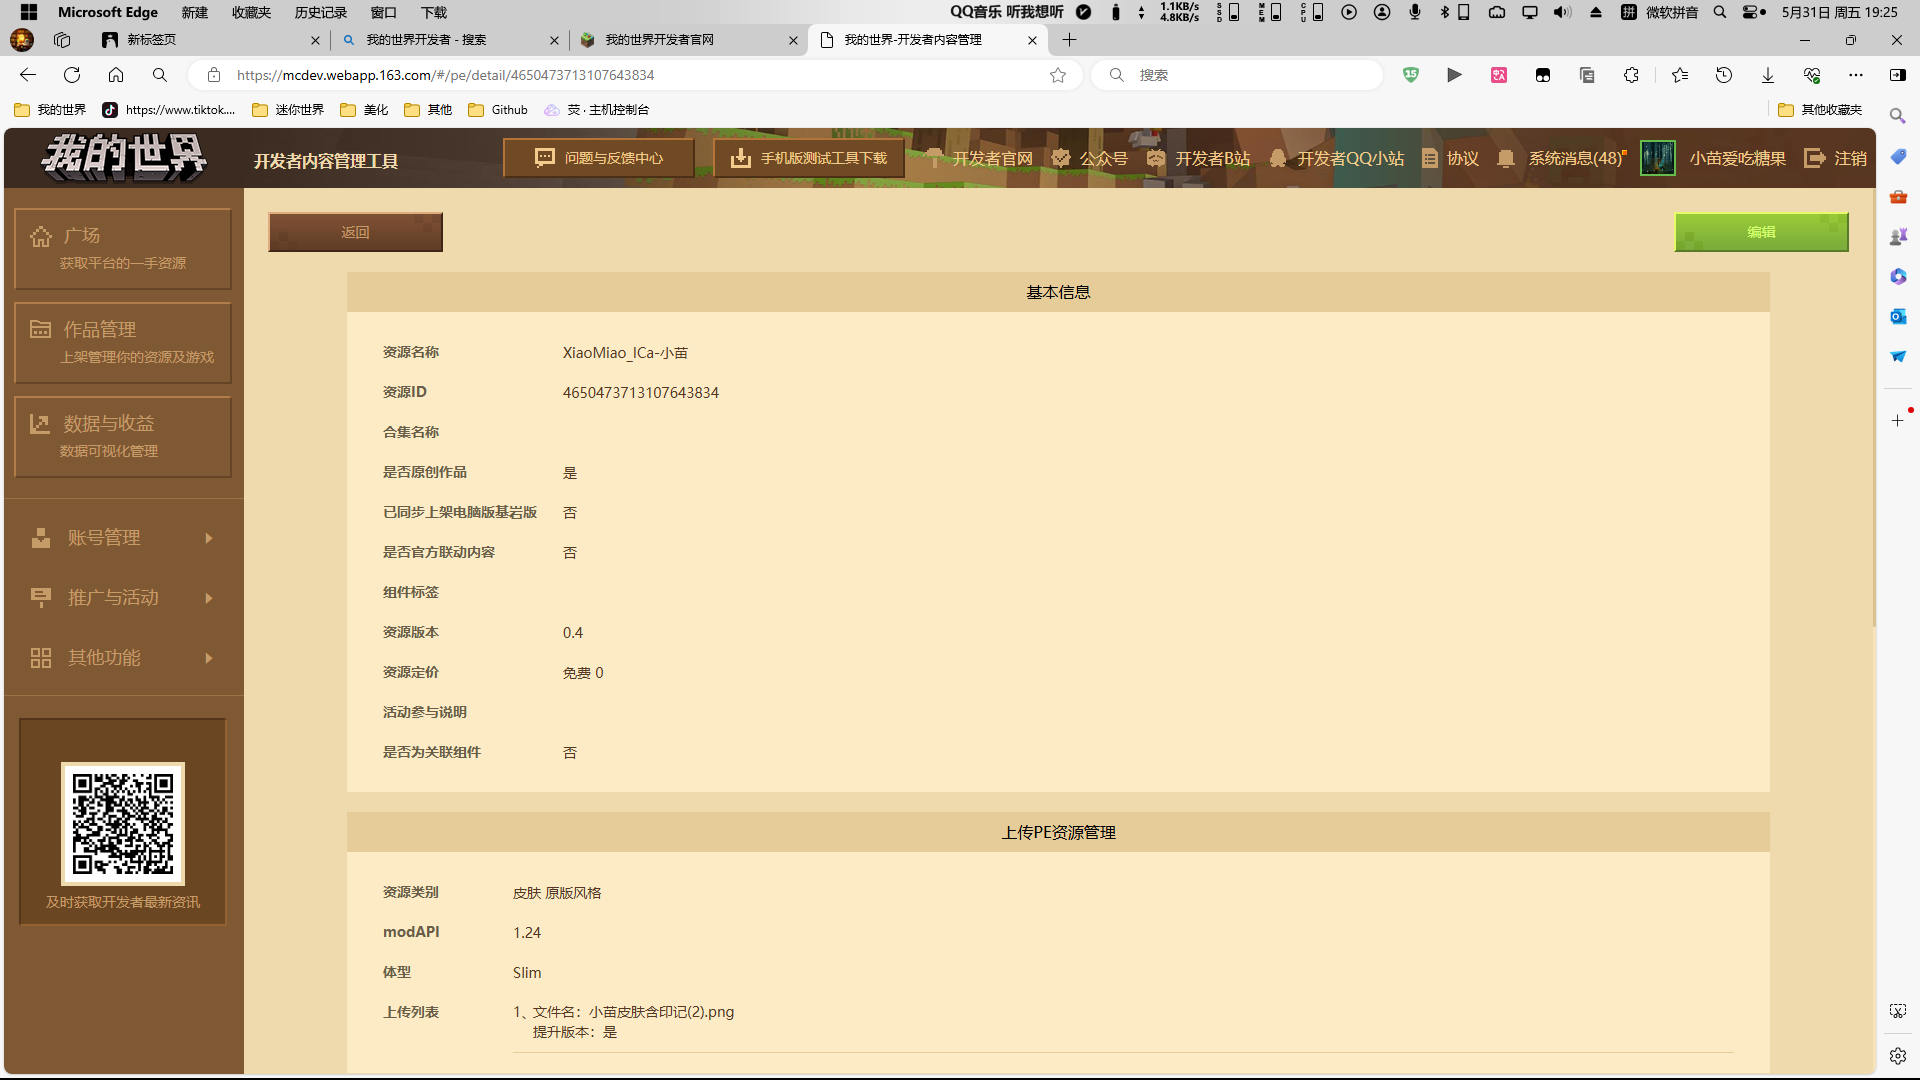 Microsoft Edge 新建 收藏夹 历史记录 窗口 下载 QQ音乐 听我想听 1.1KB/s 4.8KB/s SSD MEM CPU 微软拼音 5月31日 周五 19:25
新标签页 我的世界开发者 - 搜索 我的世界开发者官网 我的世界-开发者内容管理
https://mcdev.webapp.163.com/#/pe/detail/4650473713107643834 搜索 15
我的世界 https://www.tiktok.... 迷你世界 美化 其他 Github 荧 · 主机控制台 其他收藏夹
我的世界 开发者内容管理工具 问题与反馈中心 手机版测试工具下载 开发者官网 公众号 开发者B站 开发者QQ小站 协议 系统消息(48) 小苗爱吃糖果 注销
广场
获取平台的一手资源
作品管理
上架管理你的资源及游戏
数据与收益
数据可视化管理
账号管理
推广与活动
其他功能
及时获取开发者最新资讯
返回 编辑
基本信息
资源名称 XiaoMiao_ICa-小苗
资源ID 4650473713107643834
合集名称
是否原创作品 是
已同步上架电脑版基岩版 否
是否官方联动内容 否
组件标签
资源版本 0.4
资源定价 免费 0
活动参与说明
是否为关联组件 否
上传PE资源管理
资源类别 皮肤 原版风格
modAPI 1.24
体型 Slim
上传列表 1、文件名：小苗皮肤含印记(2).png
提升版本：是